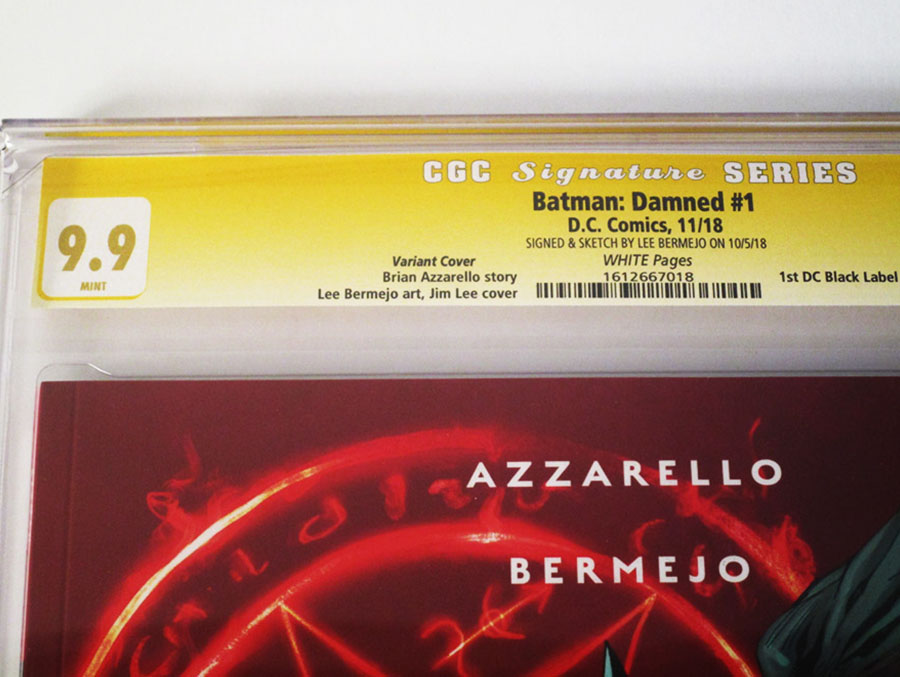 CGC Signature SERIES
Batman: Damned #1
D.C. Comics, 11/18
SIGNED & SKETCH BY LEE BERMEJO ON 10/5/18
WHITE Pages
1612667018
9.9
MINT
Variant Cover
Brian Azzarello story
Lee Bermejo art, Jim Lee cover
1st DC Black Label
AZZARELLO
BERMEJO